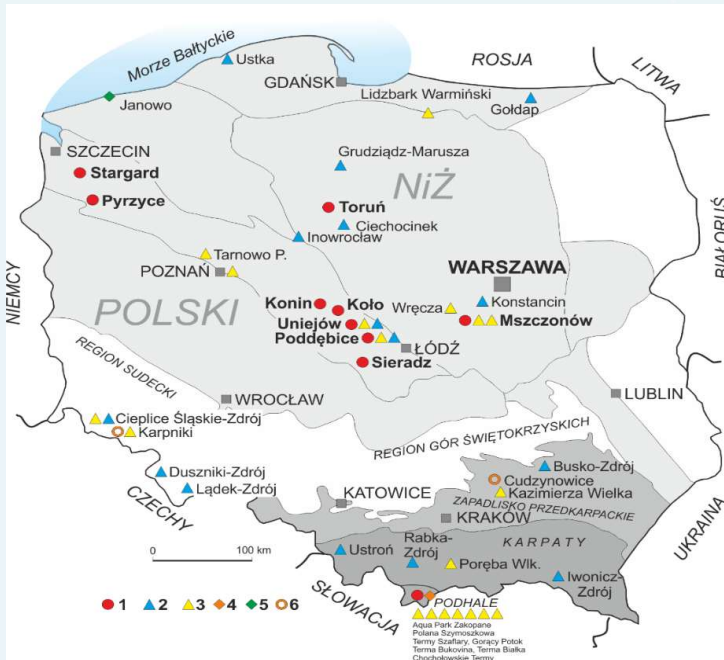 Morze Bałtyckie
Ustka
ROSJA
LITWA
GDAŃSK
Lidzbark Warmiński
Gołdap
Janowo
SZCZECIN
Stargard
Pyrzyce
Grudziądz-Marusza
NiŻ
Toruń
Ciechocinek
Inowrocław
BIAŁORUŚ
Tarnowo P.
POZNAŃ
WARSZAWA
NIEMCY
POLSKI
Konin
Koło
Wręcza
Konstancin
Uniejów
Mszczonów
Poddębice
ŁÓDŹ
Sieradz
REGION SUDECKI
WROCŁAW
LUBLIN
Cieplice Śląskie-Zdrój
Karpniki
REGION GÓR ŚWIĘTOKRZYSKICH
Duszniki-Zdrój
Lądek-Zdrój
CZECHY
Busko-Zdrój
Cudzynowice
Kazimierza Wielka
KATOWICE
ZAPADLISKO PRZEDKARPACKIE
KRAKÓW
UKRAINA
KARPATY
0 100 km
Ustroń
Rabka-
Zdrój
Poręba Wlk.
Iwonicz-
Zdrój
SŁOWACJA
1 2 3 4 5 6
PODHALE
Aqua Park Zakopane
Polana Szymoszkowa
Termy Szaflary, Gorący Potok
Terma Bukovina, Terma Białka
Chochołowskie Termy